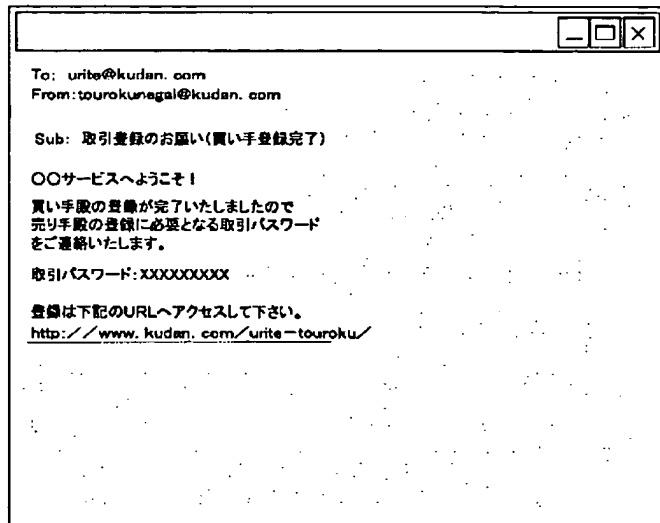 To: urite@kudan. com
From:tourokunegai@kudan. com
Sub: 取引登録のお願い(買い手登録完了)
○○サービスへようこそ!
買い手殿の登録が完了いたしましたので
売り手殿の登録に必要となる取引パスワード
をご連絡いたします。
取引パスワード:XXXXXXXXX
登録は下記のURLへアクセスして下さい。
http://www. kudan. com/urite-touroku/